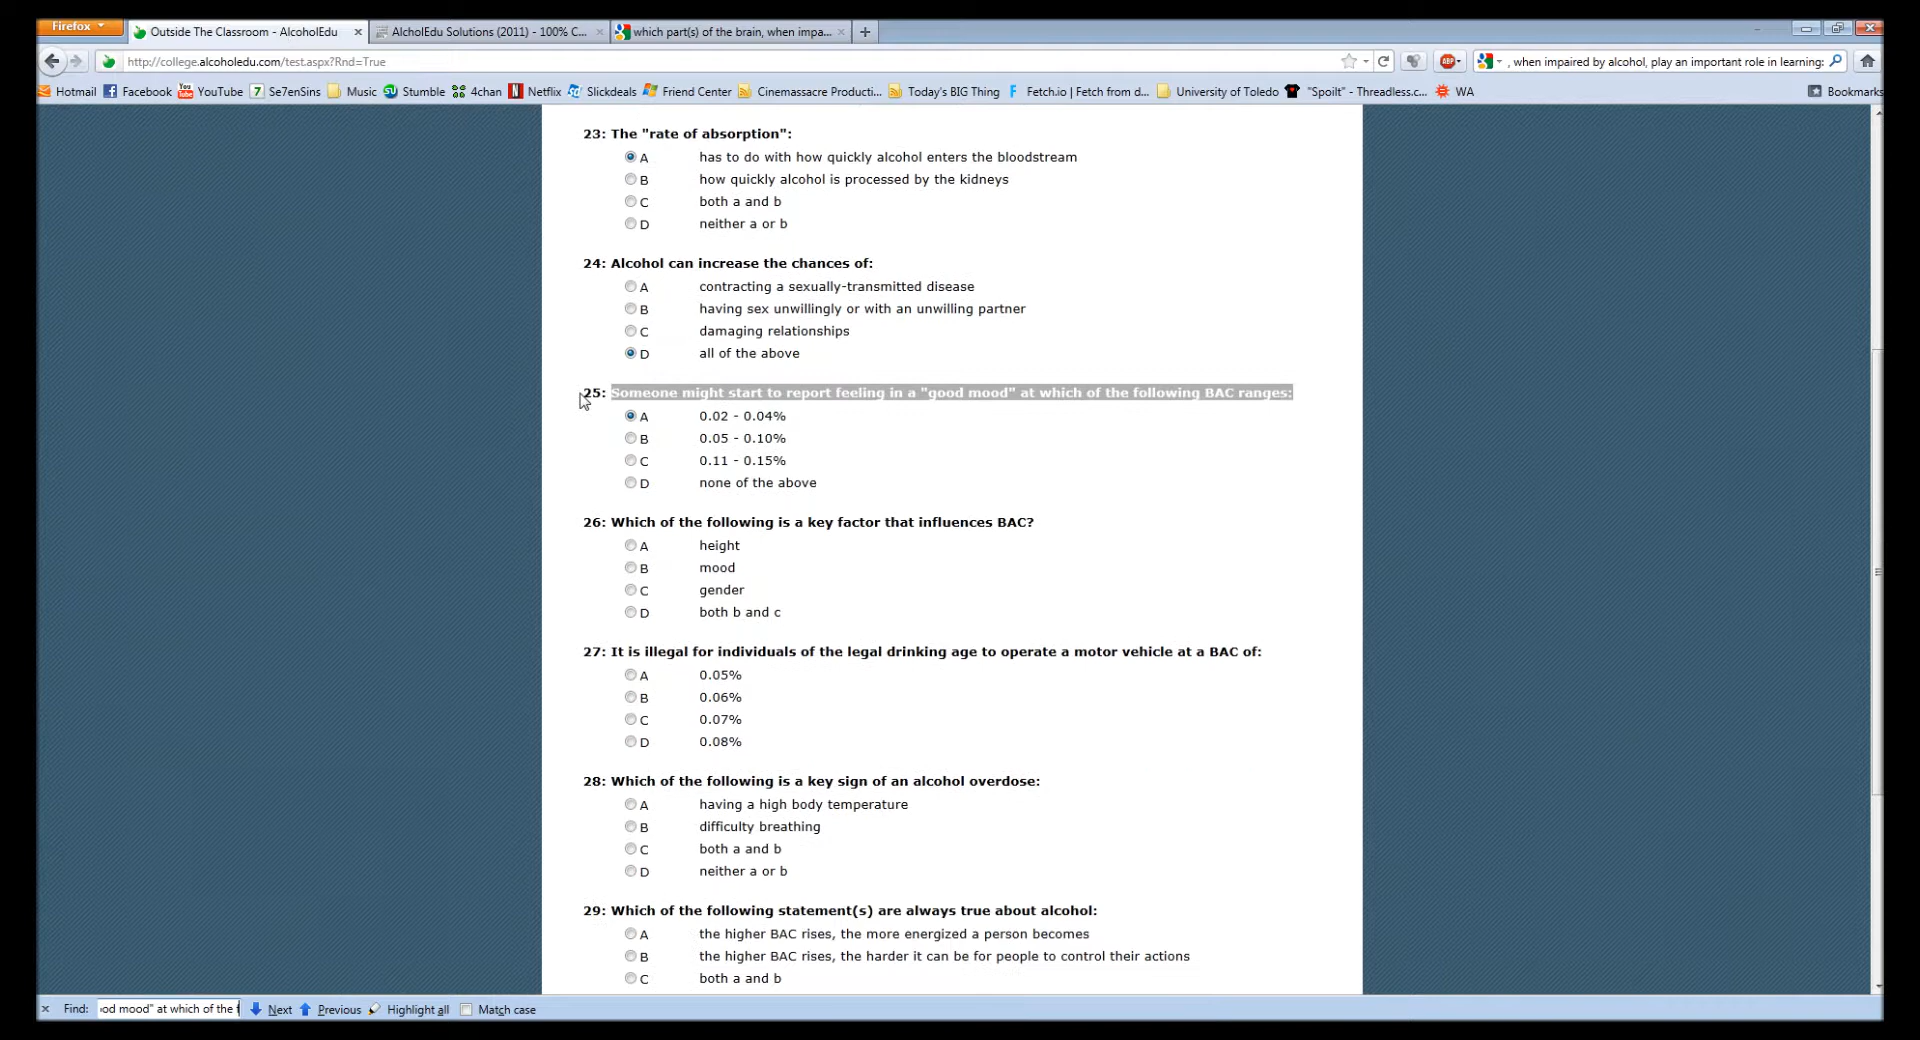 Firefox
Outside The Classroom - AlcoholEdu
AlcholEdu Solutions (2011) - 100% C...
which part(s) of the brain, when impa...
http://college.alcoholedu.com/test.aspx?Rnd=True
ABP
, when impaired by alcohol, play an important role in learning:
Hotmail Facebook You Tube YouTube 7 Se7enSins Music Stumble 4chan N Netflix Slickdeals Friend Center Cinemassacre Producti... Today's BIG Thing F Fetch.io | Fetch from d... University of Toledo "Spoilt" - Threadless.c... WA Bookmarks
23: The "rate of absorption":
A has to do with how quickly alcohol enters the bloodstream
B how quickly alcohol is processed by the kidneys
C both a and b
D neither a or b
24: Alcohol can increase the chances of:
A contracting a sexually-transmitted disease
B having sex unwillingly or with an unwilling partner
C damaging relationships
D all of the above
25: Someone might start to report feeling in a "good mood" at which of the following BAC ranges:
A 0.02 - 0.04%
B 0.05 - 0.10%
C 0.11 - 0.15%
D none of the above
26: Which of the following is a key factor that influences BAC?
A height
B mood
C gender
D both b and c
27: It is illegal for individuals of the legal drinking age to operate a motor vehicle at a BAC of:
A 0.05%
B 0.06%
C 0.07%
D 0.08%
28: Which of the following is a key sign of an alcohol overdose:
A having a high body temperature
B difficulty breathing
C both a and b
D neither a or b
29: Which of the following statement(s) are always true about alcohol:
A the higher BAC rises, the more energized a person becomes
B the higher BAC rises, the harder it can be for people to control their actions
C both a and b
Find: od mood" at which of the f Next Previous Highlight all Match case